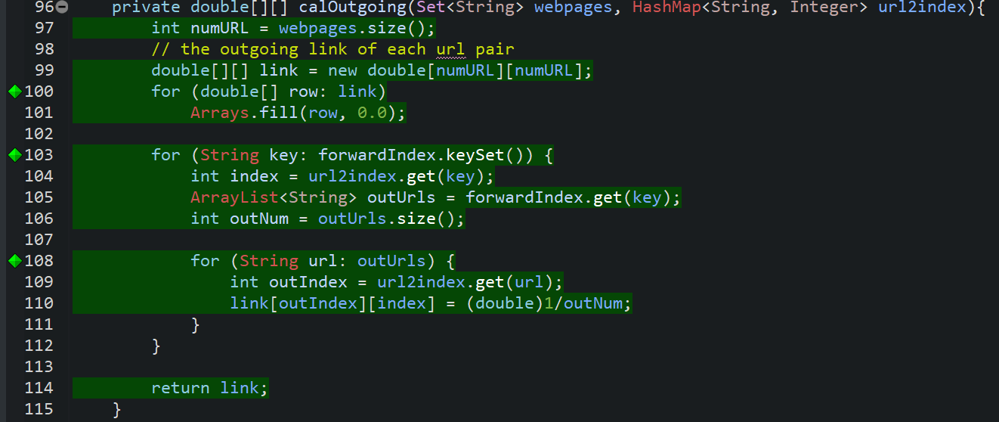 96 private double[][] calOutgoing(Set<String> webpages, HashMap<String, Integer> url2index){
97 int numURL = webpages.size();
98 // the outgoing link of each url pair
99 double[][] link = new double[numURL][numURL];
100 for (double[] row: link)
101 Arrays.fill(row, 0.0);
102
103 for (String key: forwardIndex.keySet()) {
104 int index = url2index.get(key);
105 ArrayList<String> outUrls = forwardIndex.get(key);
106 int outNum = outUrls.size();
107
108 for (String url: outUrls) {
109 int outIndex = url2index.get(url);
110 link[outIndex][index] = (double)1/outNum;
111 }
112 }
113
114 return link;
115 }